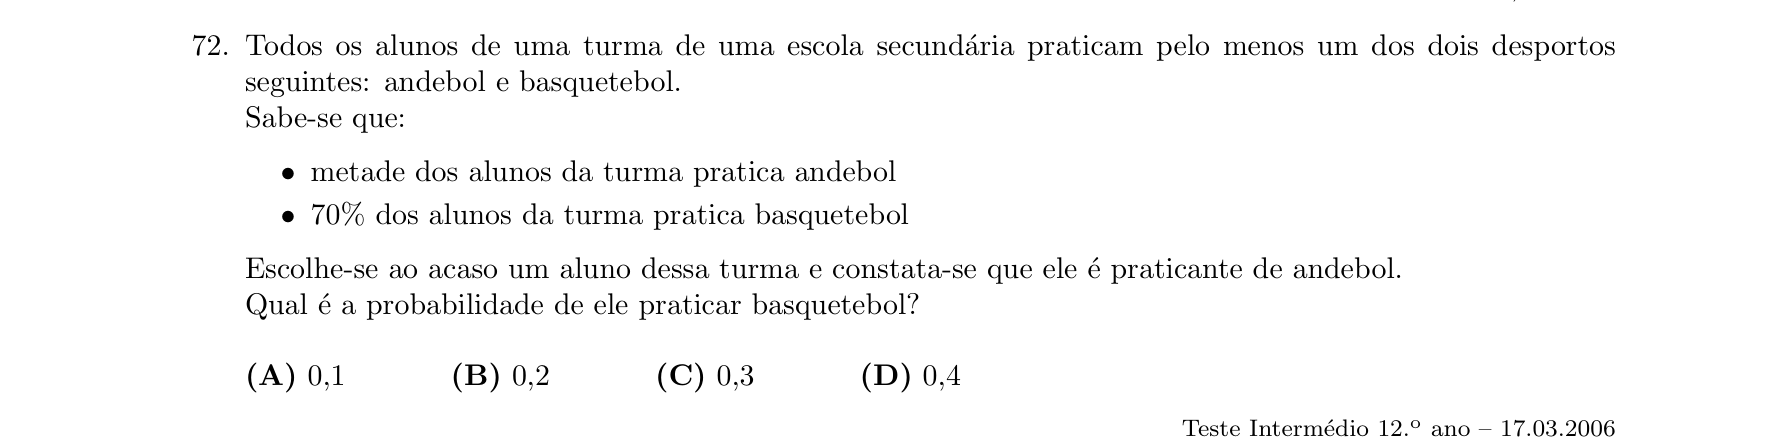 72. Todos os alunos de uma turma de uma escola secundária praticam pelo menos um dos dois desportos
seguintes: andebol e basquetebol.
Sabe-se que:
• metade dos alunos da turma pratica andebol
• 70% dos alunos da turma pratica basquetebol
Escolhe-se ao acaso um aluno dessa turma e constata-se que ele é praticante de andebol.
Qual é a probabilidade de ele praticar basquetebol?
(A) 0,1 (B) 0,2 (C) 0,3 (D) 0,4
Teste Intermédio 12.º ano – 17.03.2006